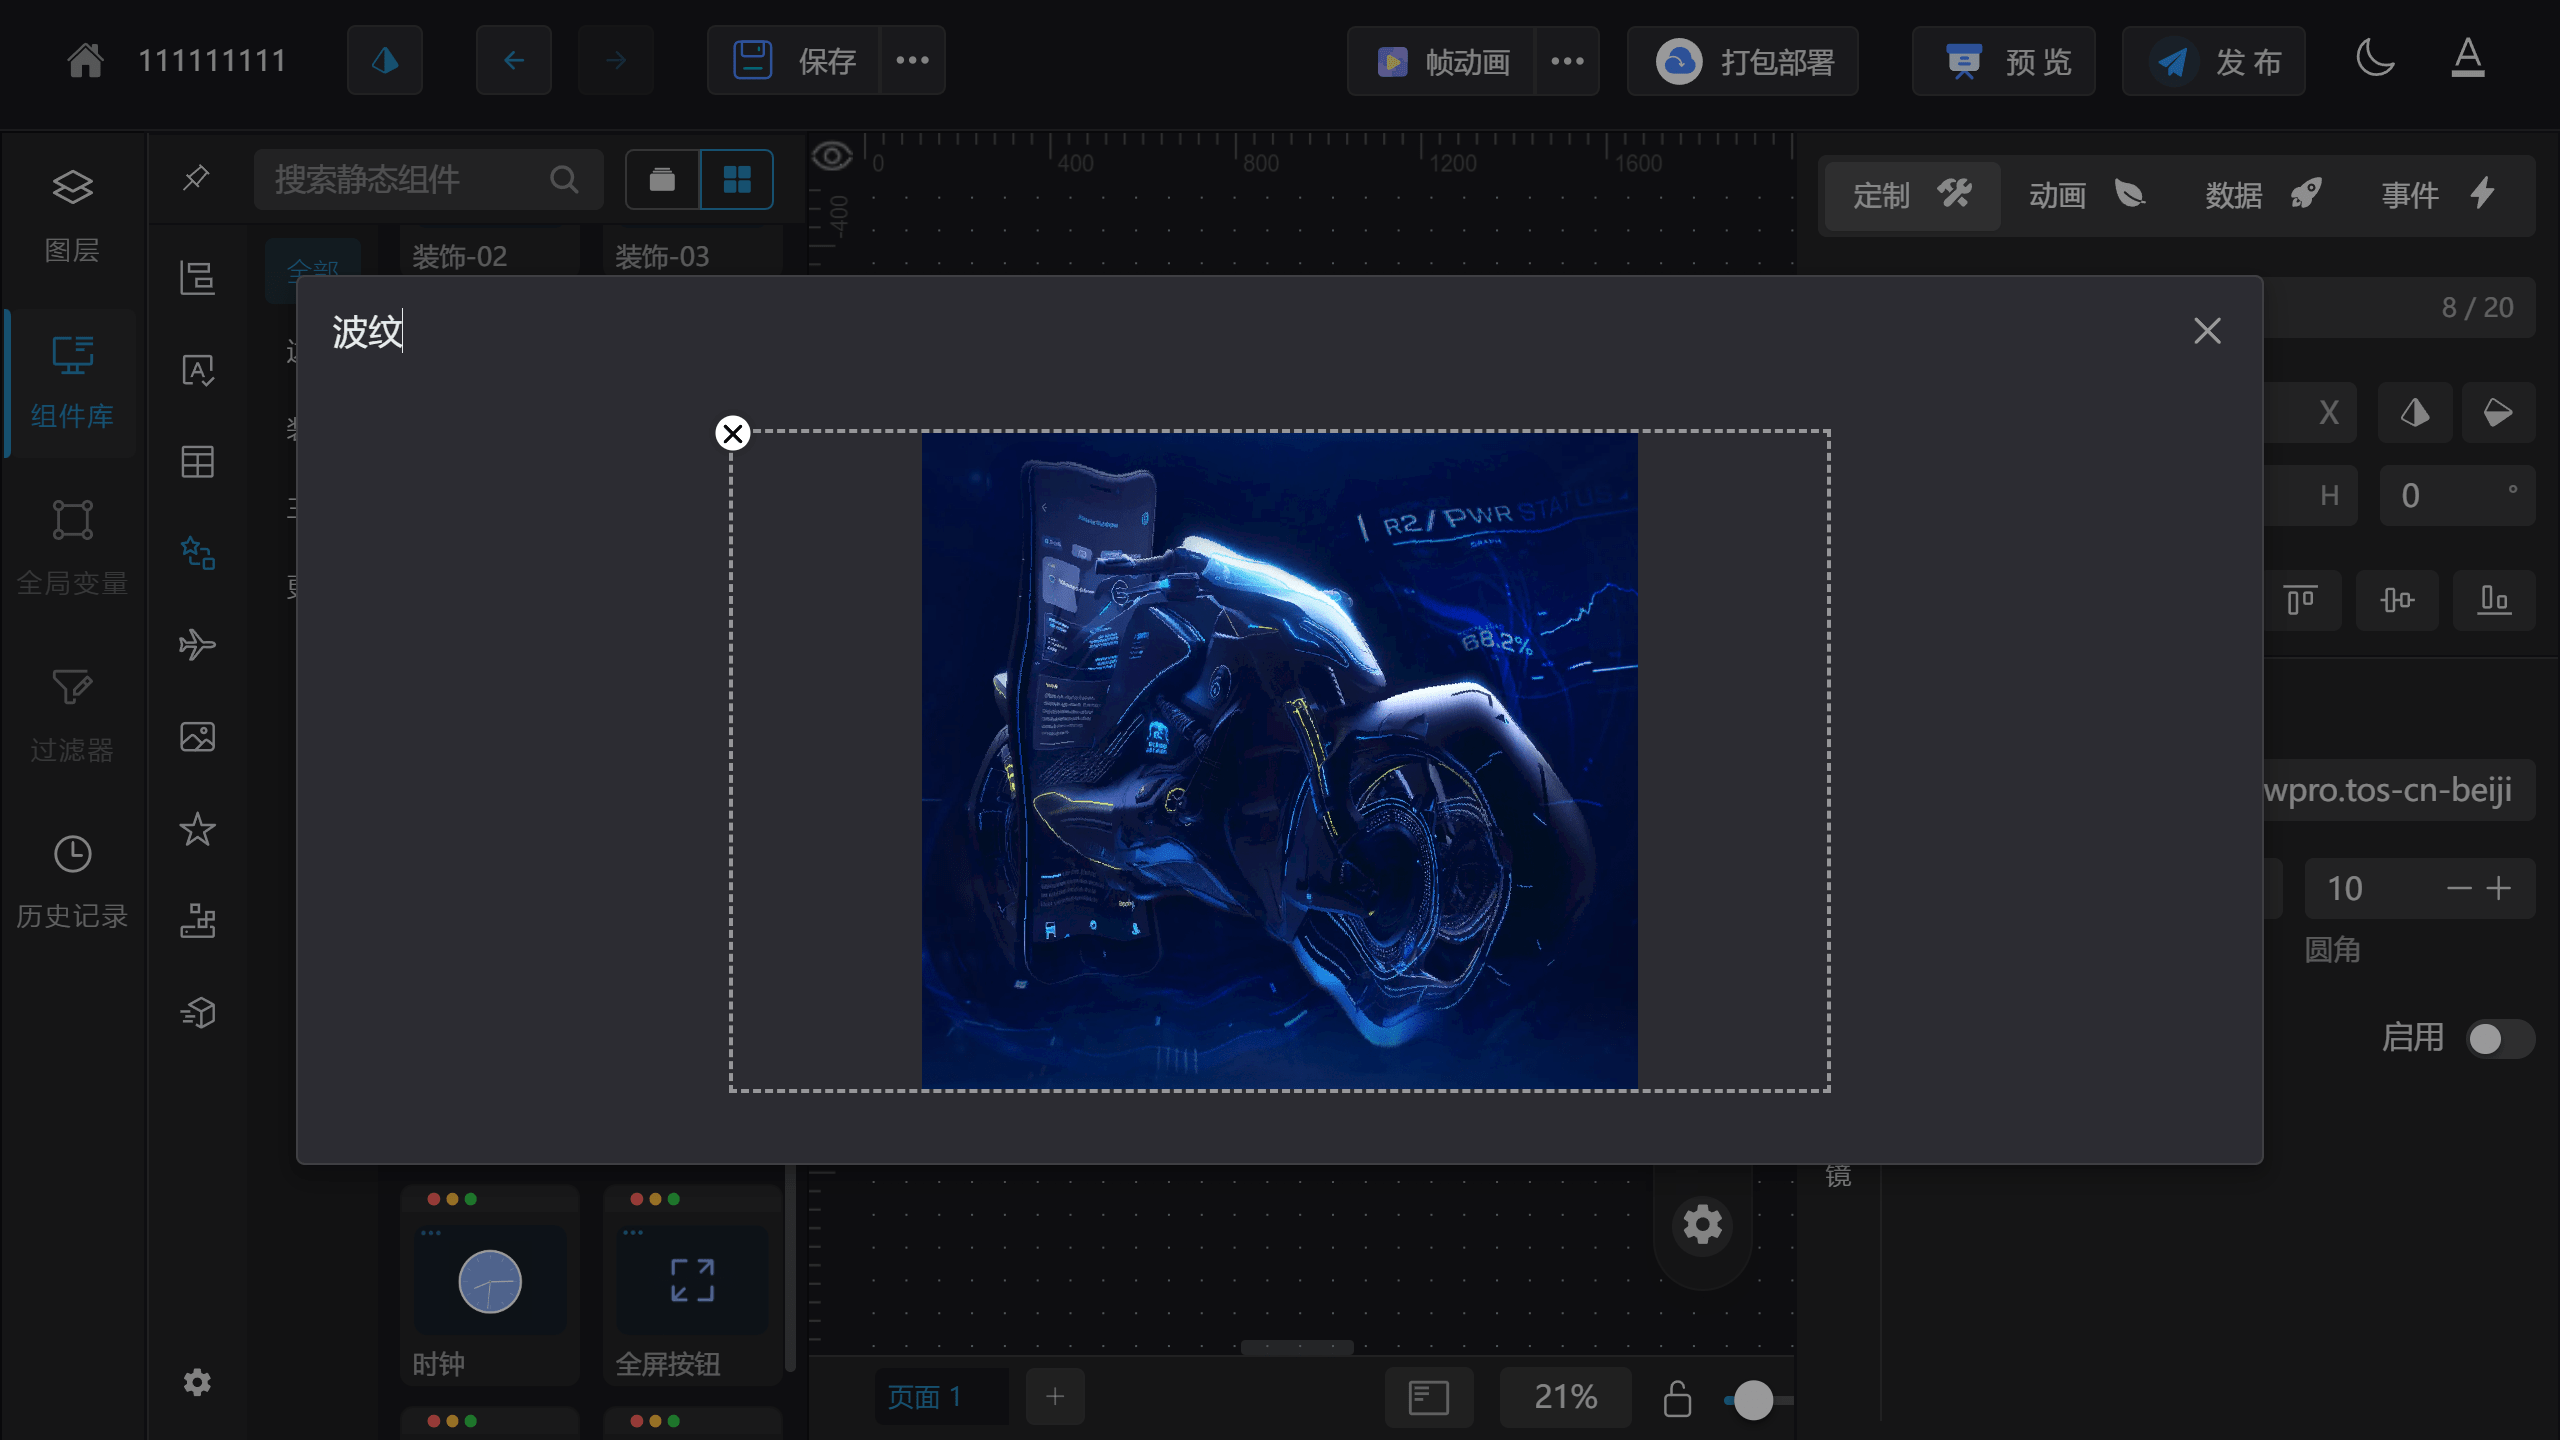 111111111
保存
帧动画
打包部署
预 览
发 布
图层
组件库
全局变量
过滤器
历史记录
搜索静态组件
全部
装饰-02
装饰-03
0
400
800
1200
1600
-400
定制
动画
数据
事件
8 / 20
X
H
0
°
wpro.tos-cn-beiji
10
圆角
启用
镜
波纹
R2/PWR STATUS
68.2%
时钟
全屏按钮
页面 1
21%